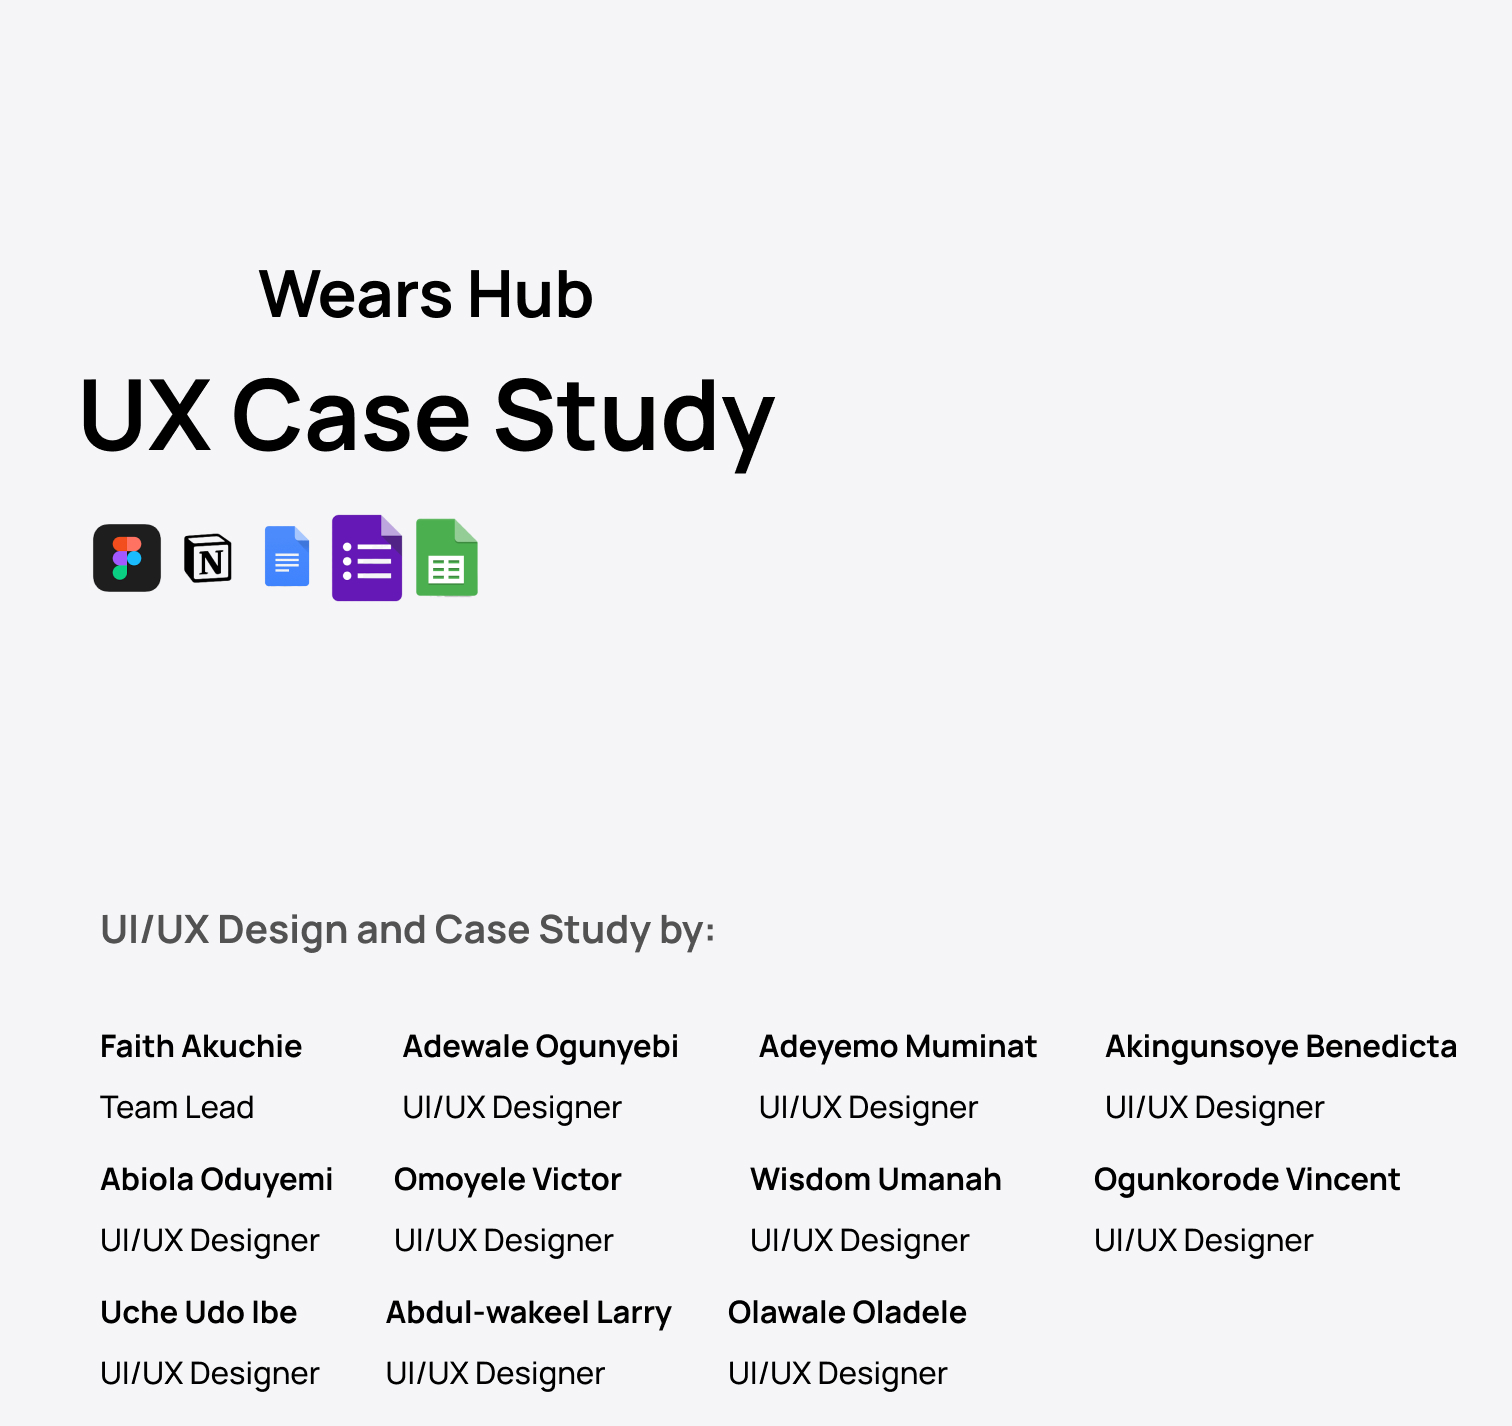 Wears Hub
UX Case Study
N
UI/UX Design and Case Study by:
Faith Akuchie Adewale Ogunyebi Adeyemo Muminat Akingunsoye Benedicta
Team Lead UI/UX Designer UI/UX Designer UI/UX Designer
Abiola Oduyemi Omoyele Victor Wisdom Umanah Ogunkorode Vincent
UI/UX Designer UI/UX Designer UI/UX Designer UI/UX Designer
Uche Udo Ibe Abdul-wakeel Larry Olawale Oladele
UI/UX Designer UI/UX Designer UI/UX Designer